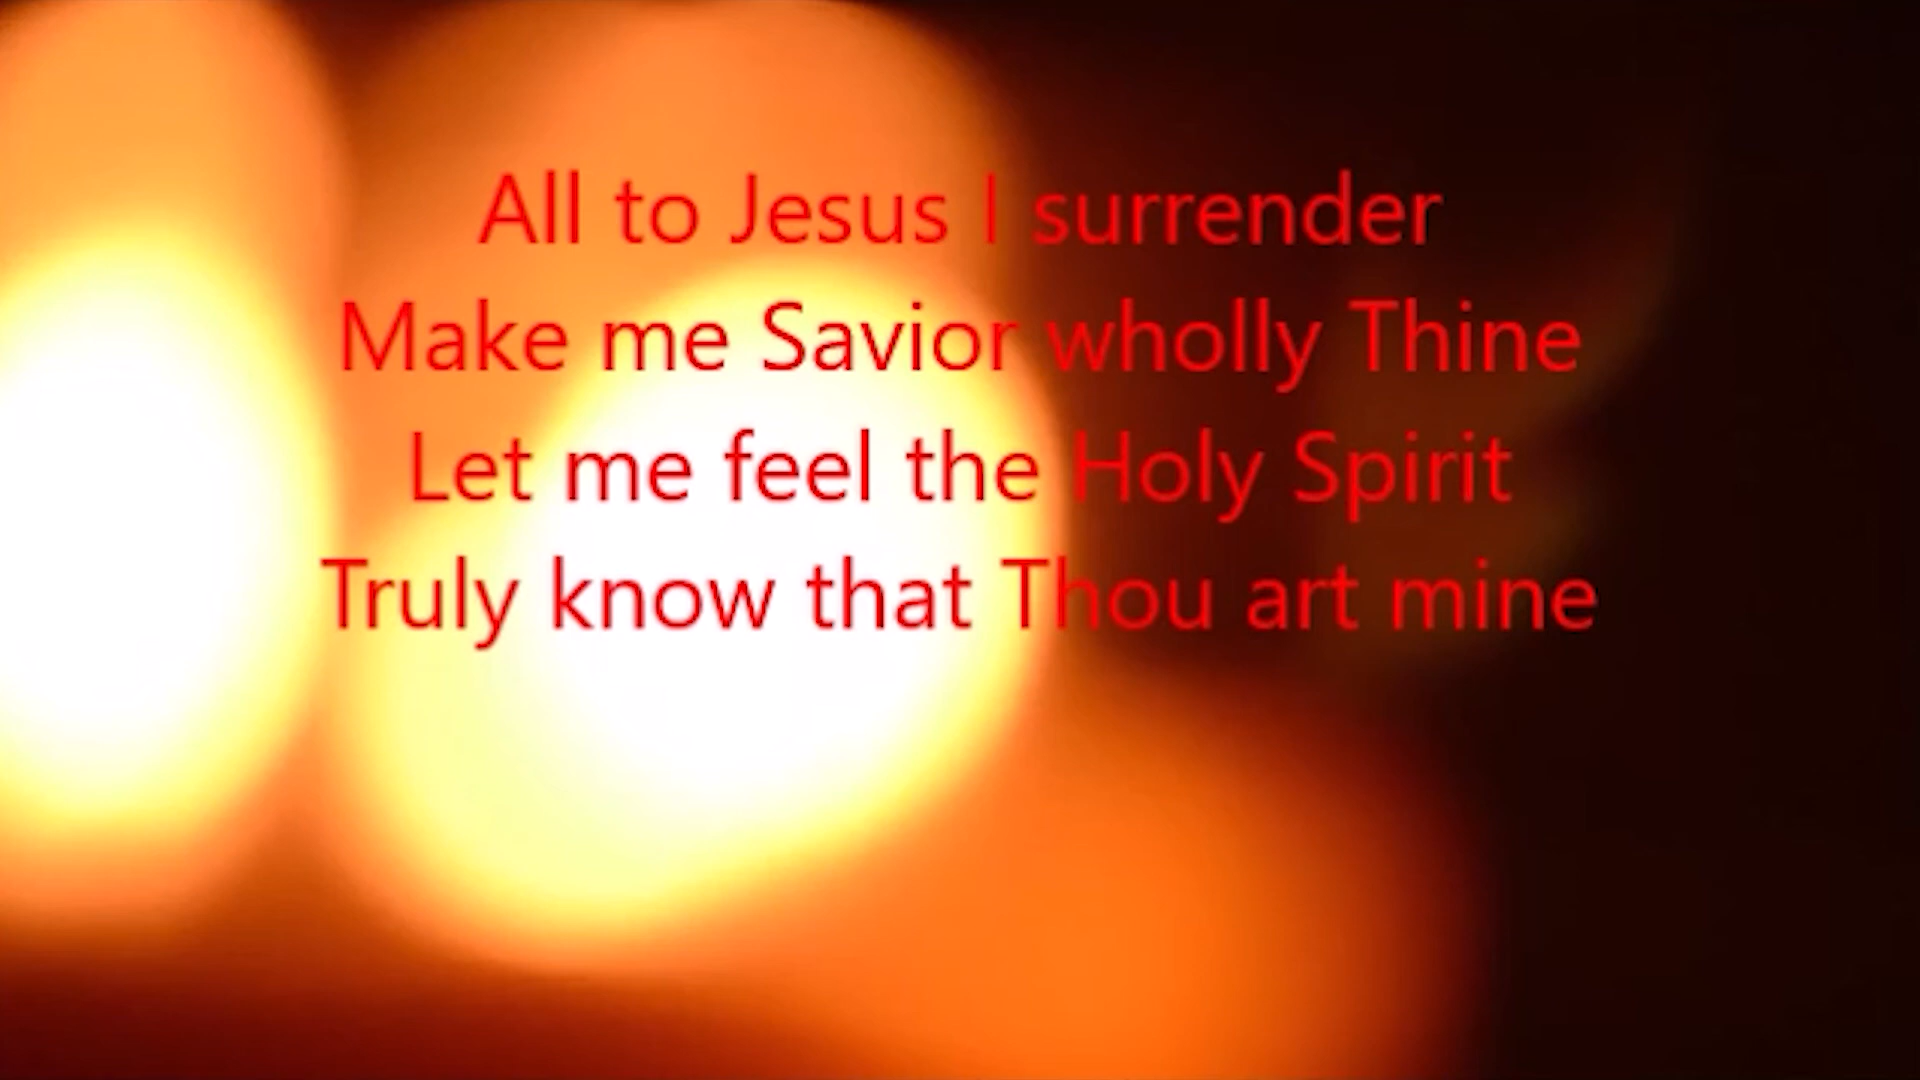 All to Jesus I surrender
Make me Savior wholly Thine
Let me feel the Holy Spirit
Truly know that Thou art mine